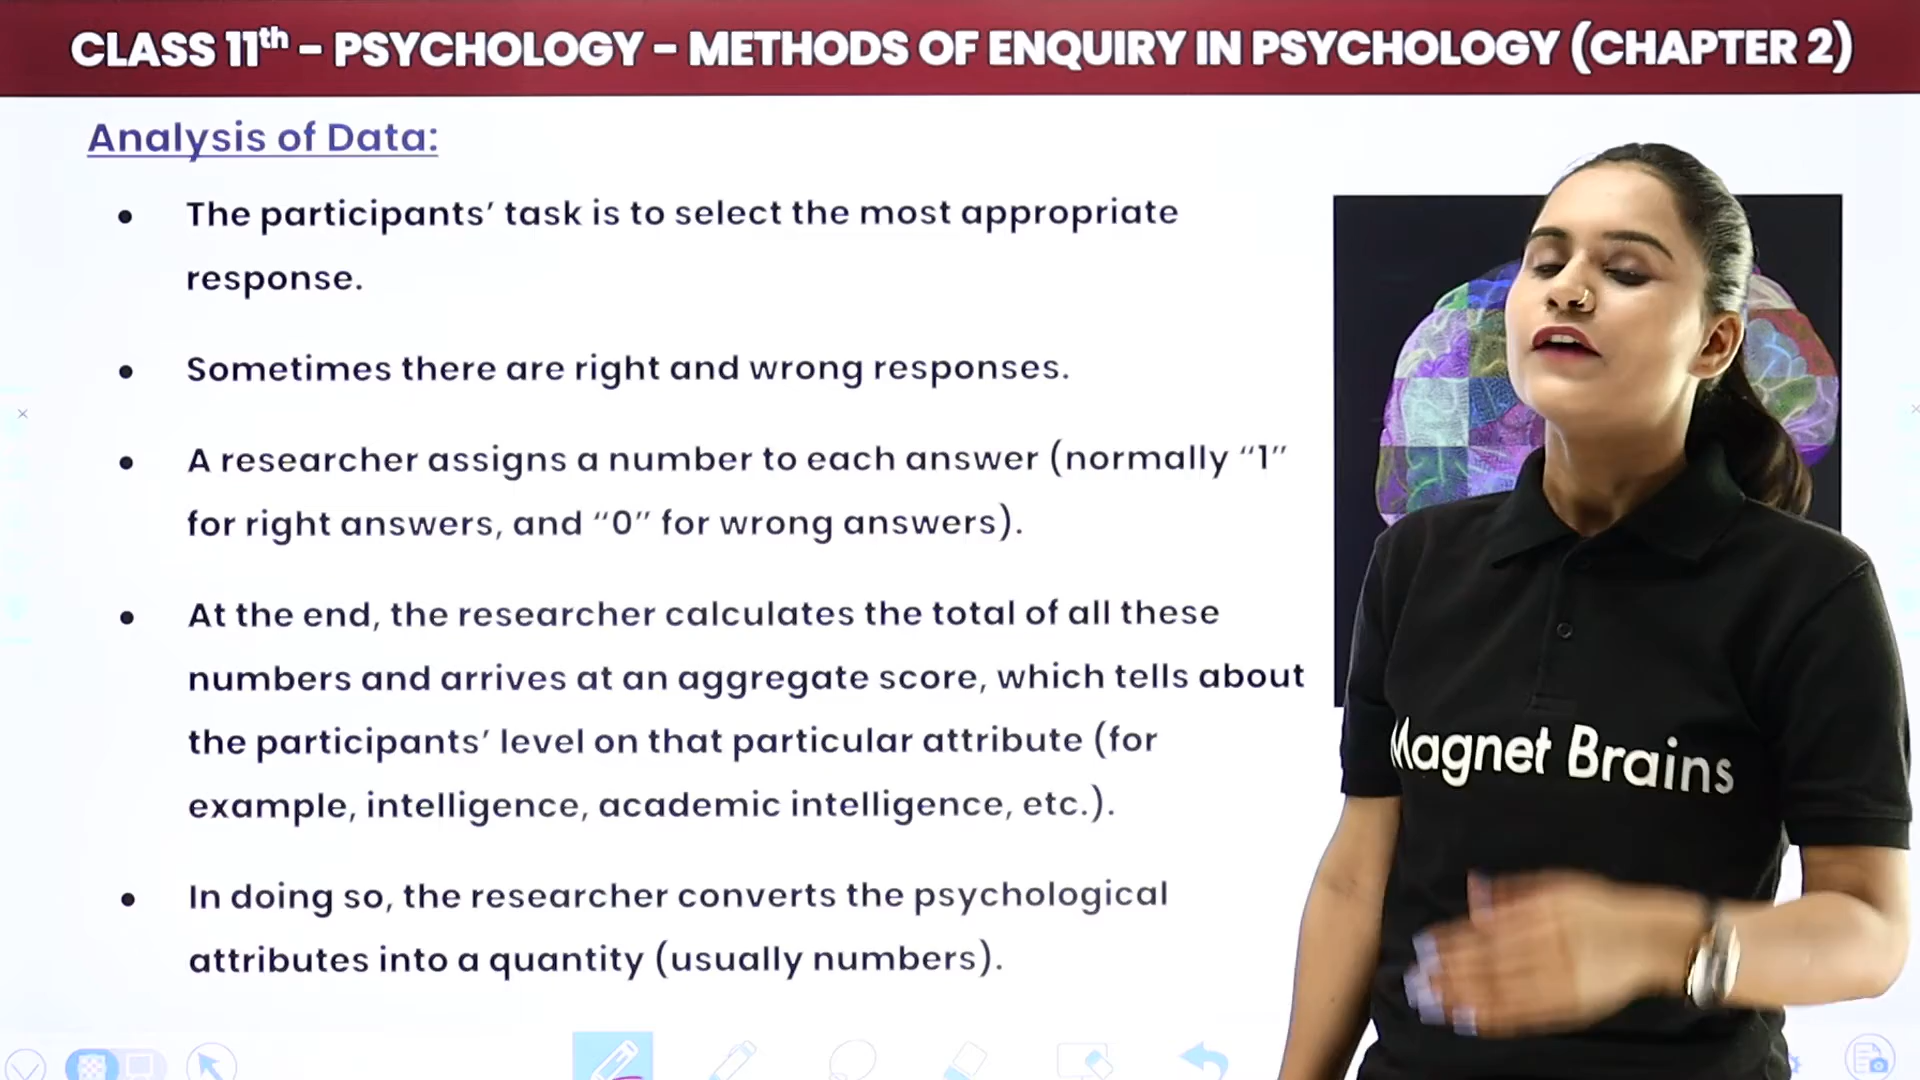 CLASS 11th – PSYCHOLOGY – METHODS OF ENQUIRY IN PSYCHOLOGY (CHAPTER 2)
Analysis of Data:
• The participants’ task is to select the most appropriate
response.
• Sometimes there are right and wrong responses.
• A researcher assigns a number to each answer (normally “1”
for right answers, and “0” for wrong answers).
• At the end, the researcher calculates the total of all these
numbers and arrives at an aggregate score, which tells about
the participants’ level on that particular attribute (for
example, intelligence, academic intelligence, etc.).
• In doing so, the researcher converts the psychological
attributes into a quantity (usually numbers).
Magnet Brains